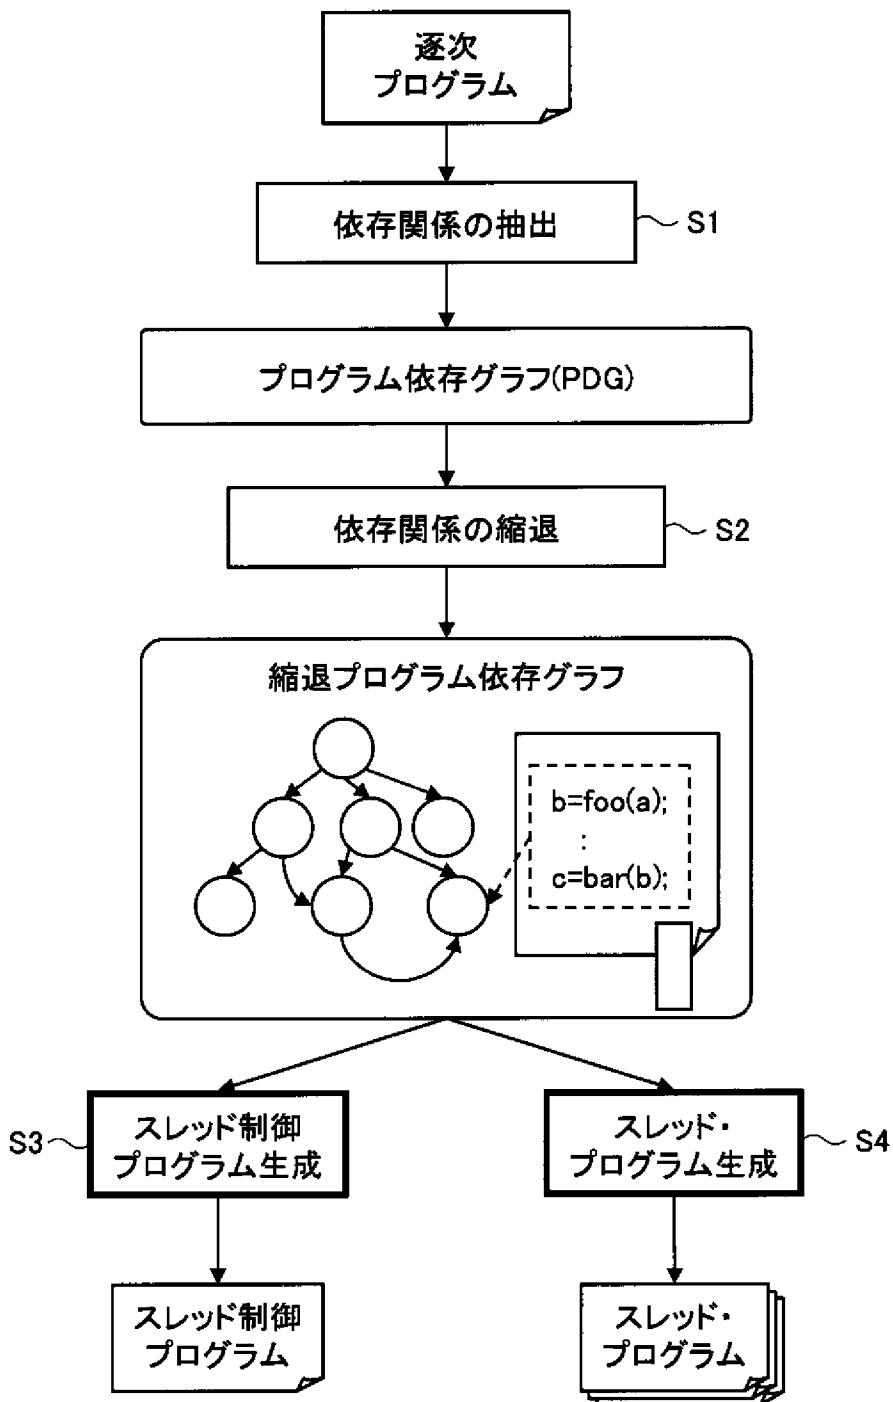 逐次
プログラム
依存関係の抽出
S1
プログラム依存グラフ(PDG)
依存関係の縮退
S2
縮退プログラム依存グラフ
b=foo(a);
:
c=bar(b);
S3
スレッド制御
プログラム生成
スレッド・
プログラム生成
S4
スレッド制御
プログラム
スレッド・
プログラム